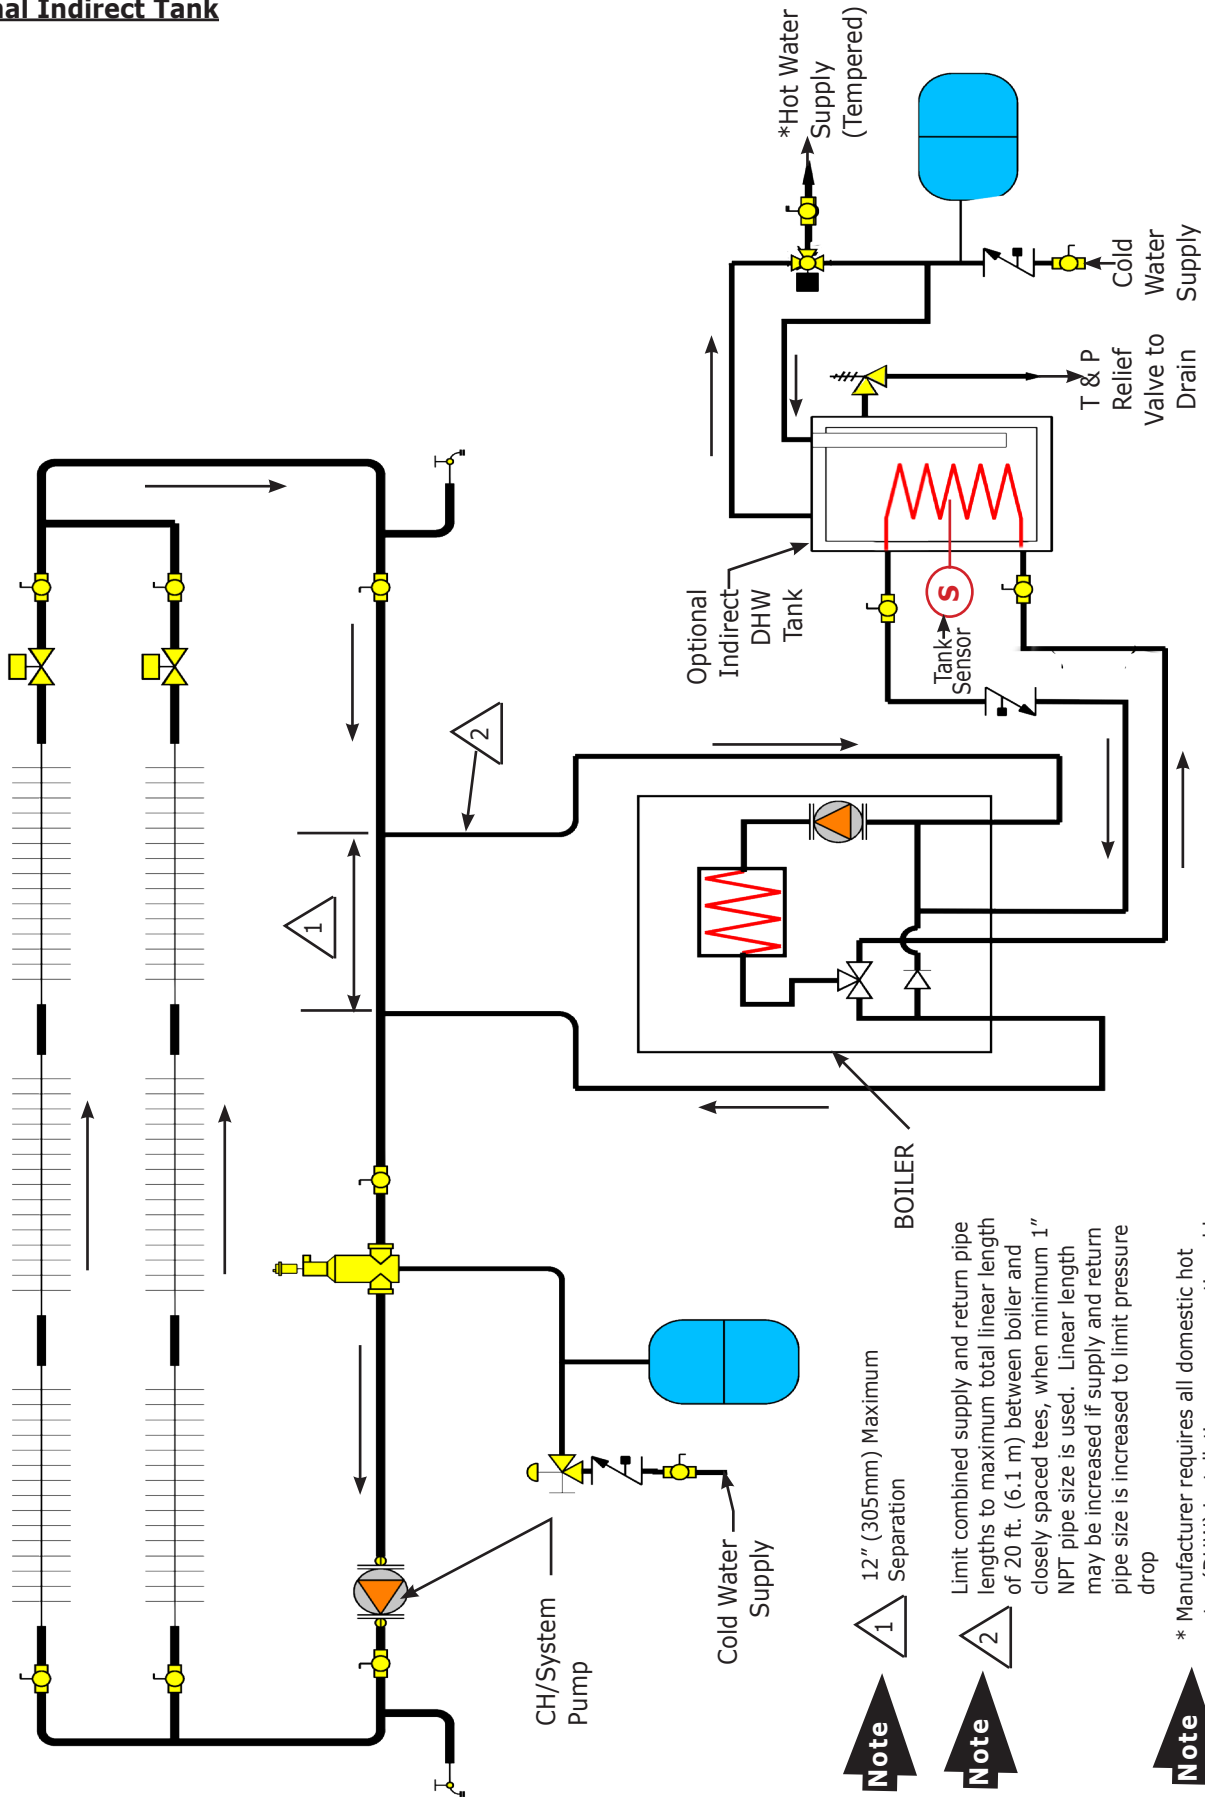 nal Indirect Tank
*Hot Water
Supply
(Tempered)
Cold
Water
Supply
T & P
Relief
Valve to
Drain
Optional
Indirect
DHW
Tank
S
Tank
Sensor
2
1
BOILER
CH/System
Pump
Cold Water
Supply
Note
1
12" (305mm) Maximum
Separation
Note
2
Limit combined supply and return pipe
lengths to maximum total linear length
of 20 ft. (6.1 m) between boiler and
closely spaced tees, when minimum 1"
NPT pipe size is used. Linear length
may be increased if supply and return
pipe size is increased to limit pressure
drop
Note
* Manufacturer requires all domestic hot